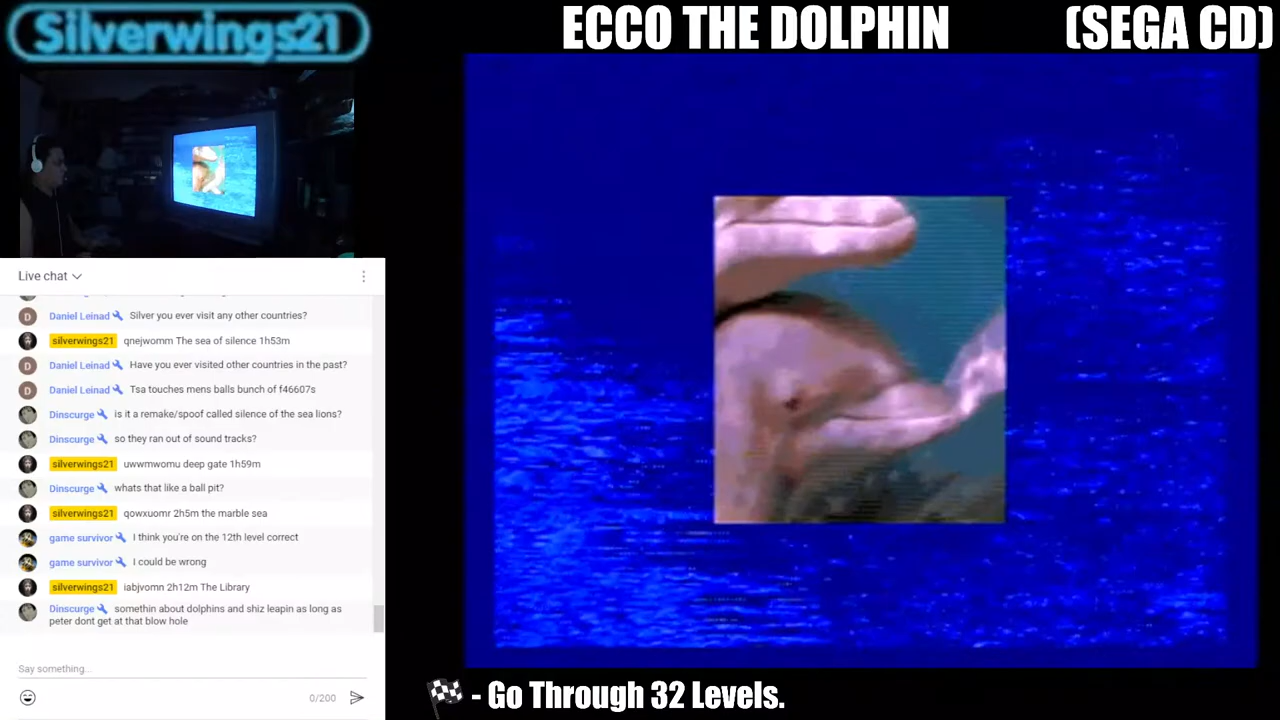 Silverwings21
ECCO THE DOLPHIN (SEGA CD)
Live chat
Daniel Leinad Silver you ever visit any other countries?
silverwings21 qnejwomm The sea of silence 1h53m
Daniel Leinad Have you ever visited other countries in the past?
Daniel Leinad Tsa touches mens balls bunch of f46607s
Dinscurge is it a remake/spoof called silence of the sea lions?
Dinscurge so they ran out of sound tracks?
silverwings21 uwwmwomu deep gate 1h59m
Dinscurge whats that like a ball pit?
silverwings21 qowxuomr 2h5m the marble sea
game survivor I think you're on the 12th level correct
game survivor I could be wrong
silverwings21 iabjvomn 2h12m The Library
Dinscurge somethin about dolphins and shiz leapin as long as
peter dont get at that blow hole
Say something...
0/200
- Go Through 32 Levels.